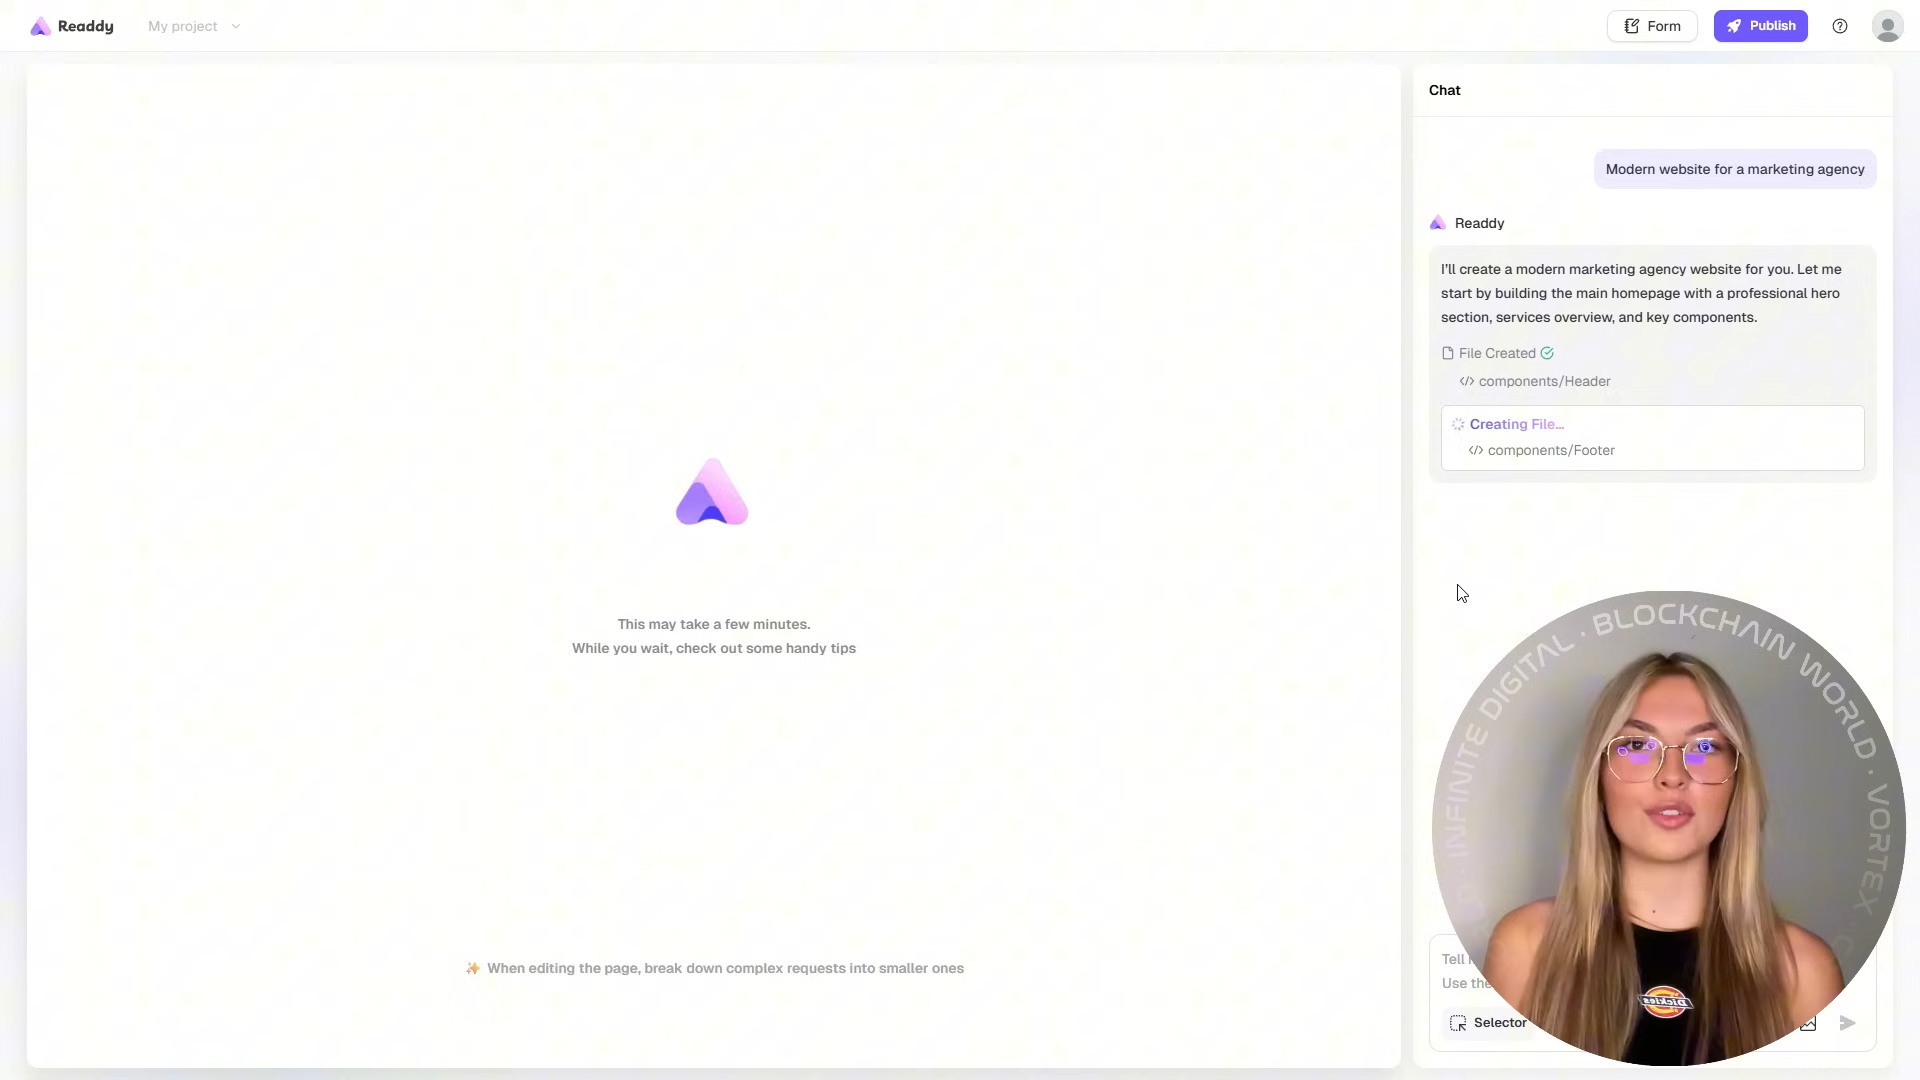 Readdy
My project
Form
Publish
Chat
Modern website for a marketing agency
Readdy
I'll create a modern marketing agency website for you. Let me
start by building the main homepage with a professional hero
section, services overview, and key components.
File Created
</> components/Header
Creating File...
</> components/Footer
This may take a few minutes.
While you wait, check out some handy tips
✨ When editing the page, break down complex requests into smaller ones
INFINITE DIGITAL · BLOCKCHAIN WORLD · VORTEX
Tell
Use the
Selector
Dickies